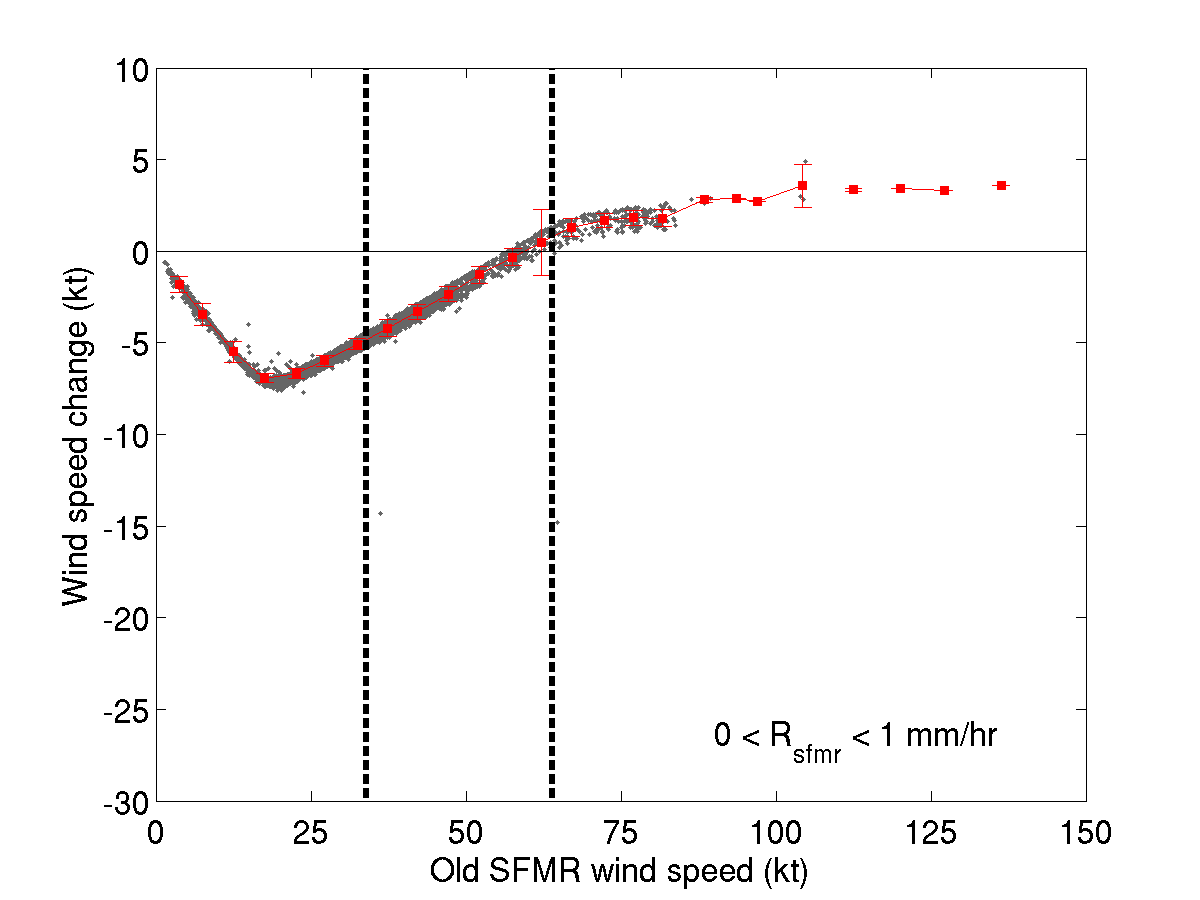 10
5
0
-5
-10
-15
-20
-25
-30
Wind speed change (kt)
0 < R_sfmr < 1 mm/hr
0 25 50 75 100 125 150
Old SFMR wind speed (kt)